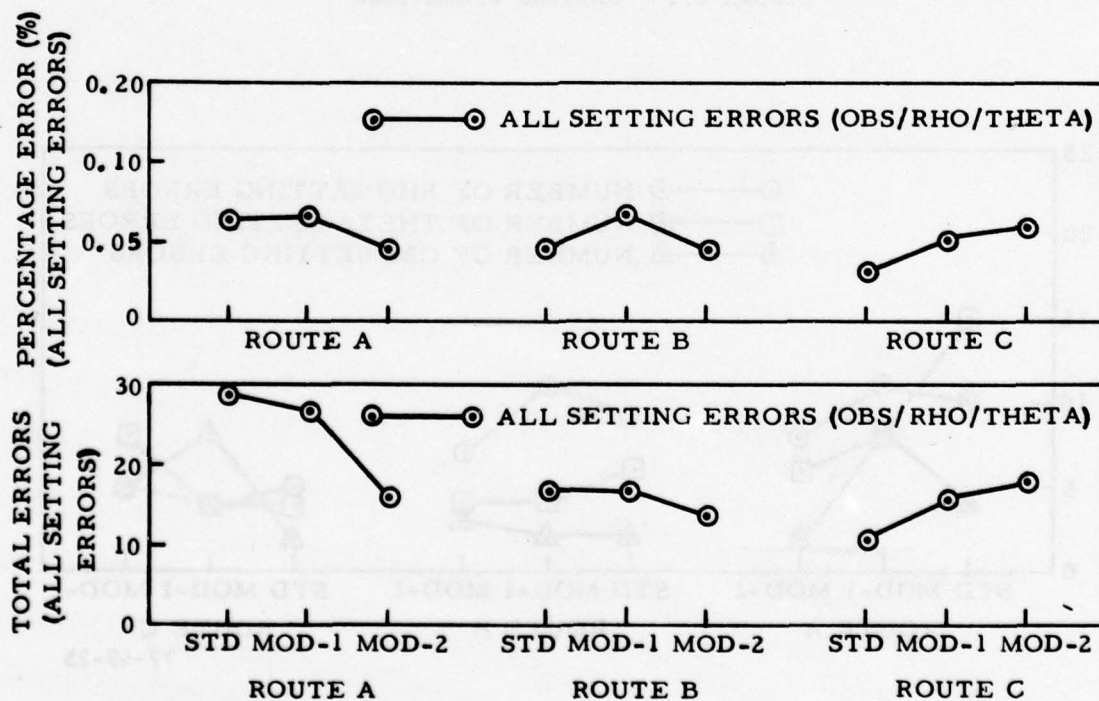 PERCENTAGE ERROR (%)
(ALL SETTING ERRORS)
0.20
0.10
0.05
0
ALL SETTING ERRORS (OBS/RHO/THETA)
ROUTE A ROUTE B ROUTE C
TOTAL ERRORS
(ALL SETTING
ERRORS)
30
20
10
0
ALL SETTING ERRORS (OBS/RHO/THETA)
STD MOD-1 MOD-2 STD MOD-1 MOD-2 STD MOD-1 MOD-2
ROUTE A ROUTE B ROUTE C